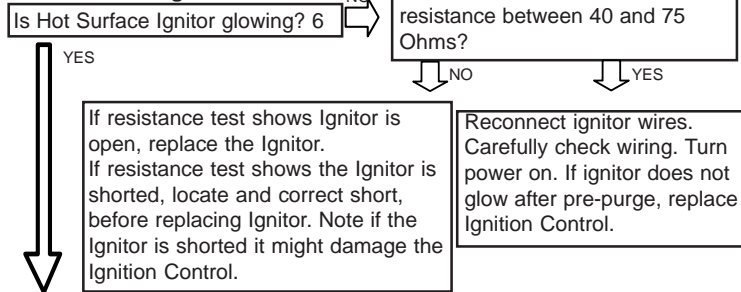 Is Hot Surface Ignitor glowing? 6
resistance between 40 and 75
Ohms?
YES
NO
YES
If resistance test shows Ignitor is
open, replace the Ignitor.
If resistance test shows the Ignitor is
shorted, locate and correct short,
before replacing Ignitor. Note if the
Ignitor is shorted it might damage the
Ignition Control.
Reconnect ignitor wires.
Carefully check wiring. Turn
power on. If ignitor does not
glow after pre-purge, replace
Ignition Control.